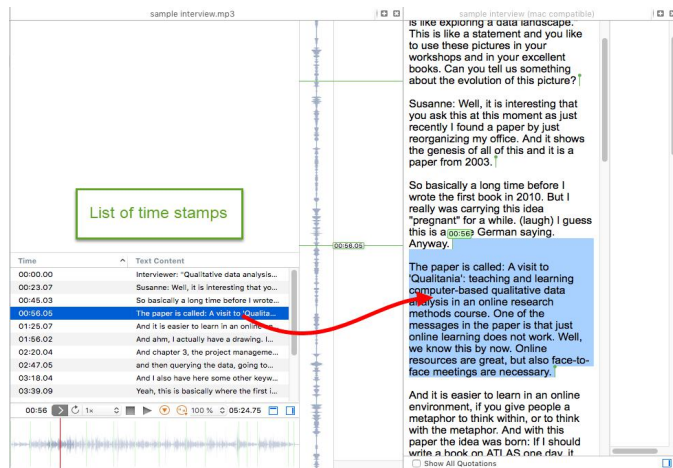 sample interview.mp3
sample interview (mac compatible)
is like exploring a data landscape.
This is like a statement and you like
to use these pictures in your
workshops and in your excellent
books. Can you tell us something
about the evolution of this picture?
Susanne: Well, it is interesting that
you ask this at this moment as just
recently I found a paper by just
reorganizing my office. And it shows
the genesis of all of this and it is a
paper from 2003.
So basically a long time before I
wrote the first book in 2010. But I
really was carrying this idea
"pregnant" for a while. (laugh) I guess
this is a German saying.
00:56
Anyway.
00:56.05
The paper is called: A visit to
'Qualitania': teaching and learning
computer-based qualitative data
analysis in an online research
methods course. One of the
messages in the paper is that just
online learning does not work. Well,
we know this by now. Online
resources are great, but also face-to-
face meetings are necessary.
And it is easier to learn in an online
environment, if you give people a
metaphor to think within, or to think
with the metaphor. And with this
paper the idea was born: If I should
write a book on ATLAS one day, it
Show All Quotations
List of time stamps
Time Text Content
00:00.00 Interviewer: "Qualitative data analysis...
00:23.07 Susanne: Well, it is interesting that yo...
00:45.03 So basically a long time before I wrote...
00:56.05 The paper is called: A visit to 'Qualita...
01:25.07 And it is easier to learn in an online en...
01:56.02 And ahm, I actually have a drawing. I...
02:20.04 And chapter 3, the project manageme...
02:47.05 and then querying the data, going to...
03:18.04 And I also have here some other keyw...
03:39.09 Yeah, this is basically where the first i...
00:56 1x 100 % 05:24.75